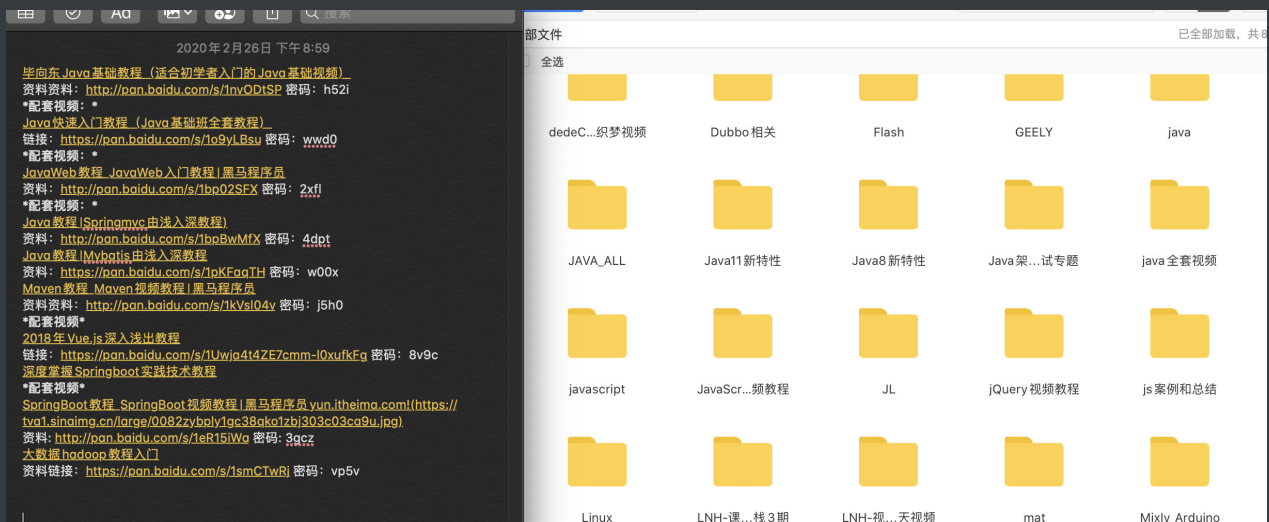 Aa
搜索
2020年2月26日 下午8:59
毕向东Java基础教程（适合初学者入门的Java基础视频）
资料资料：http://pan.baidu.com/s/1nvODtSP 密码：h52i
*配套视频：*
Java快速入门教程（Java基础班全套教程）
链接：https://pan.baidu.com/s/1o9yLBsu 密码：wwd0
*配套视频：*
JavaWeb教程_JavaWeb入门教程|黑马程序员
资料：http://pan.baidu.com/s/1bp02SFX 密码：2xfl
*配套视频：*
Java教程|Springmvc由浅入深教程)
资料：http://pan.baidu.com/s/1bpBwMfX 密码：4dpt
Java教程|Mybatis由浅入深教程
资料：https://pan.baidu.com/s/1pKFaqTH 密码：w00x
Maven教程_Maven视频教程|黑马程序员
资料资料：http://pan.baidu.com/s/1kVsl04v 密码：j5h0
*配套视频*
2018年Vue.js深入浅出教程
链接：https://pan.baidu.com/s/1Uwja4t4ZE7cmm-l0xufkFg 密码：8v9c
深度掌握Springboot实践技术教程
*配套视频*
SpringBoot教程_SpringBoot视频教程|黑马程序员yun.itheima.com!(https://
tva1.sinaimg.cn/large/0082zybply1gc38qko1zbj303c03ca9u.jpg)
资料: http://pan.baidu.com/s/1eR15iWa 密码: 3qcz
大数据hadoop教程入门
资料链接：https://pan.baidu.com/s/1smCTwRj 密码：vp5v
部文件
已全部加载，共8
全选
dedeC...织梦视频
Dubbo相关
Flash
GEELY
java
JAVA_ALL
Java11新特性
Java8新特性
Java架...试专题
java全套视频
javascript
JavaScr...频教程
JL
jQuery视频教程
js案例和总结
Linux
LNH-课...栈3期
LNH-视...天视频
mat
Mixly_Arduino